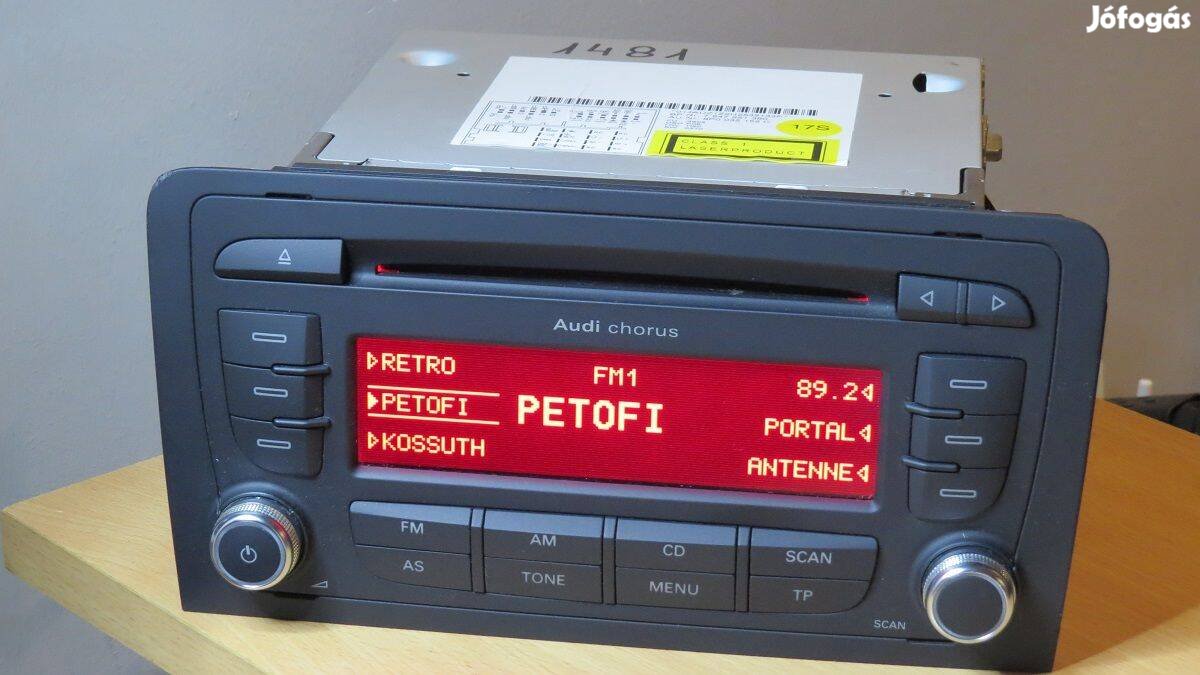 Jófogás
1481
17S
CLASS 1
LASERPRODUCT
Audi chorus
RETRO
FM1
89.2
PETOFI
PETOFI
PORTAL
KOSSUTH
ANTENNE
FM
AM
CD
SCAN
AS
TONE
MENU
TP
SCAN